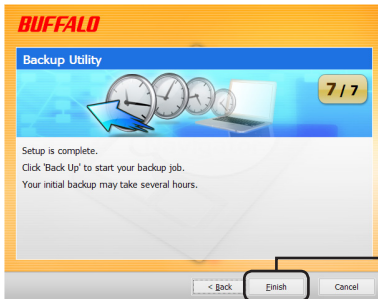 BUFFALO
Backup Utility
7 / 7
Setup is complete.
Click 'Back Up' to start your backup job.
Your initial backup may take several hours.
< Back
Finish
Cancel